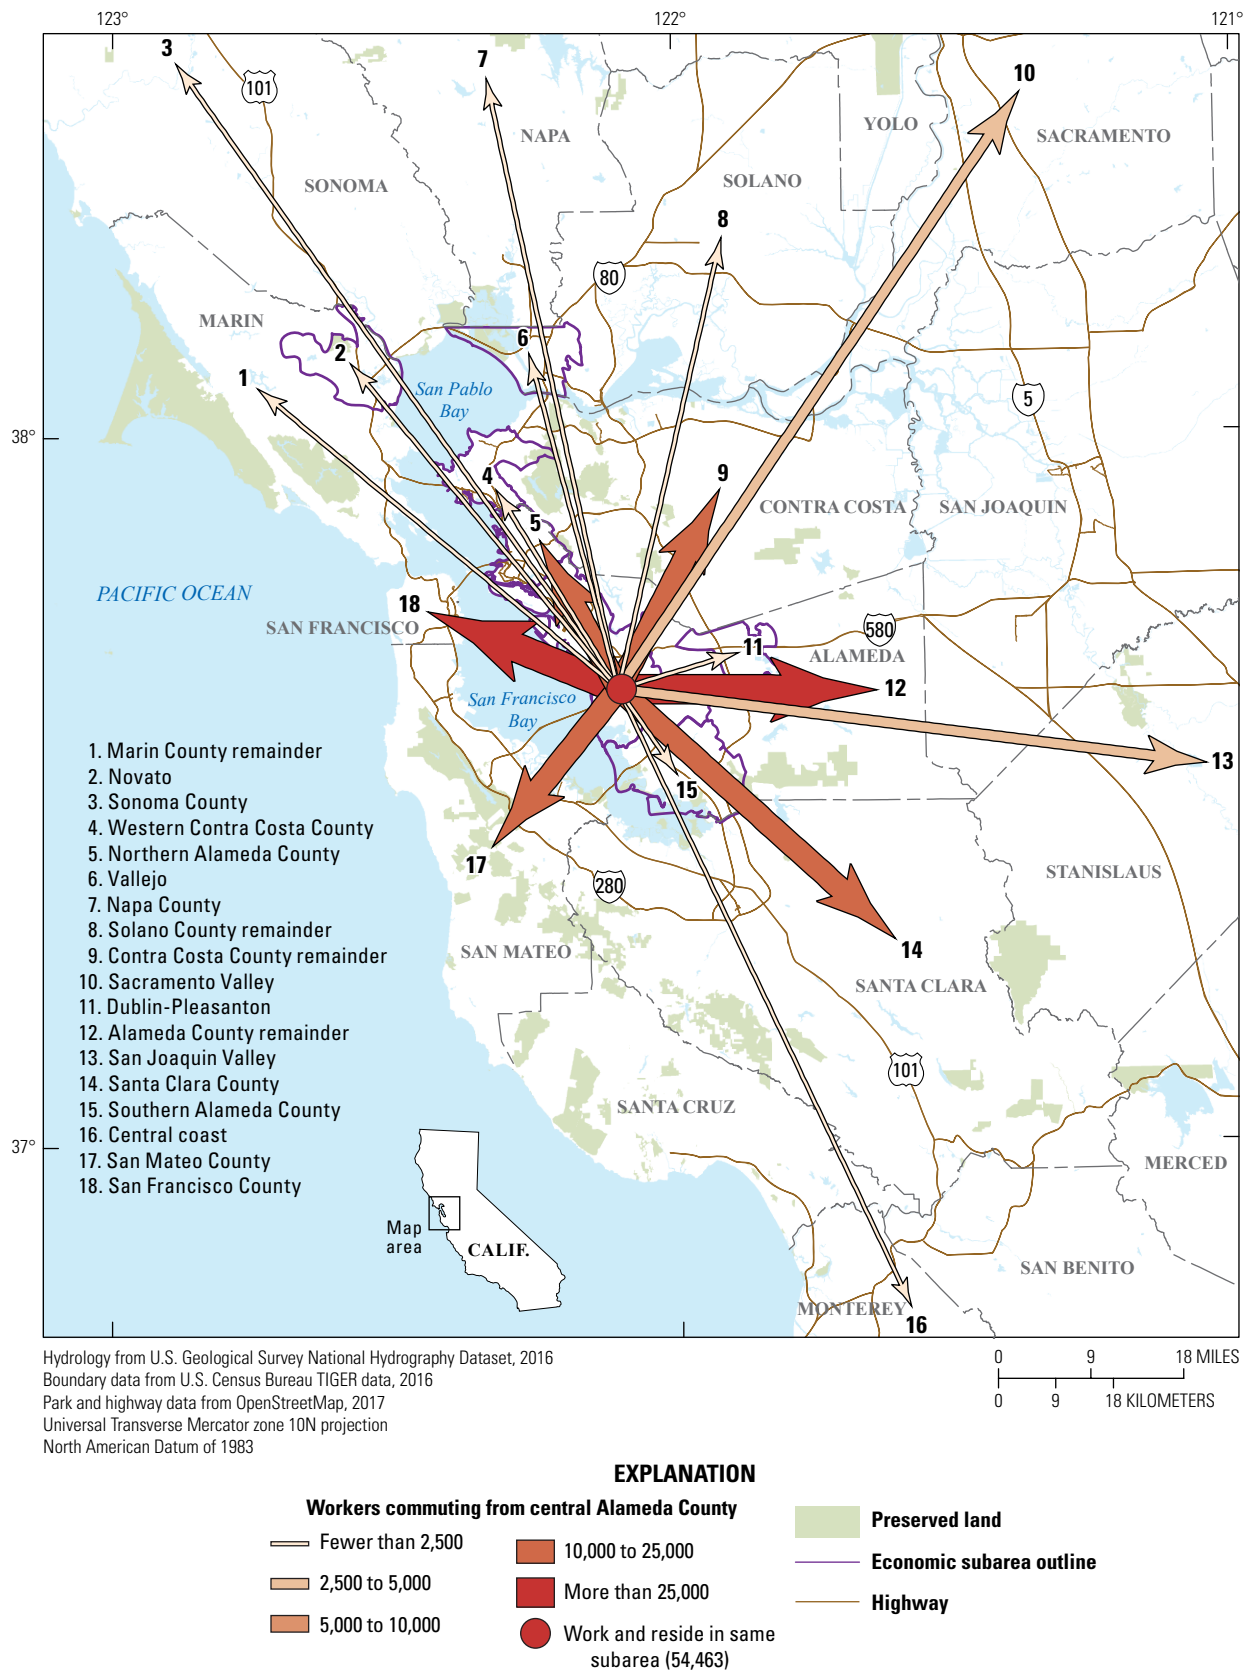 123°
122°
121°
3
7
10
101
NAPA
YOLO
SACRAMENTO
SONOMA
SOLANO
8
80
MARIN
6
2
1
San Pablo
Bay
5
38°
4
9
5
CONTRA COSTA
SAN JOAQUIN
PACIFIC OCEAN
18
SAN FRANCISCO
580
11
ALAMEDA
12
San Francisco
Bay
13
15
17
280
STANISLAUS
14
SAN MATEO
SANTA CLARA
101
SANTA CRUZ
37°
MERCED
SAN BENITO
MONTEREY
16
1. Marin County remainder
2. Novato
3. Sonoma County
4. Western Contra Costa County
5. Northern Alameda County
6. Vallejo
7. Napa County
8. Solano County remainder
9. Contra Costa County remainder
10. Sacramento Valley
11. Dublin-Pleasanton
12. Alameda County remainder
13. San Joaquin Valley
14. Santa Clara County
15. Southern Alameda County
16. Central coast
17. San Mateo County
18. San Francisco County
Map
area
CALIF.
Hydrology from U.S. Geological Survey National Hydrography Dataset, 2016
Boundary data from U.S. Census Bureau TIGER data, 2016
Park and highway data from OpenStreetMap, 2017
Universal Transverse Mercator zone 10N projection
North American Datum of 1983
0 9 18 MILES
0 9 18 KILOMETERS
EXPLANATION
Workers commuting from central Alameda County
Fewer than 2,500
2,500 to 5,000
5,000 to 10,000
10,000 to 25,000
More than 25,000
Work and reside in same
subarea (54,463)
Preserved land
Economic subarea outline
Highway